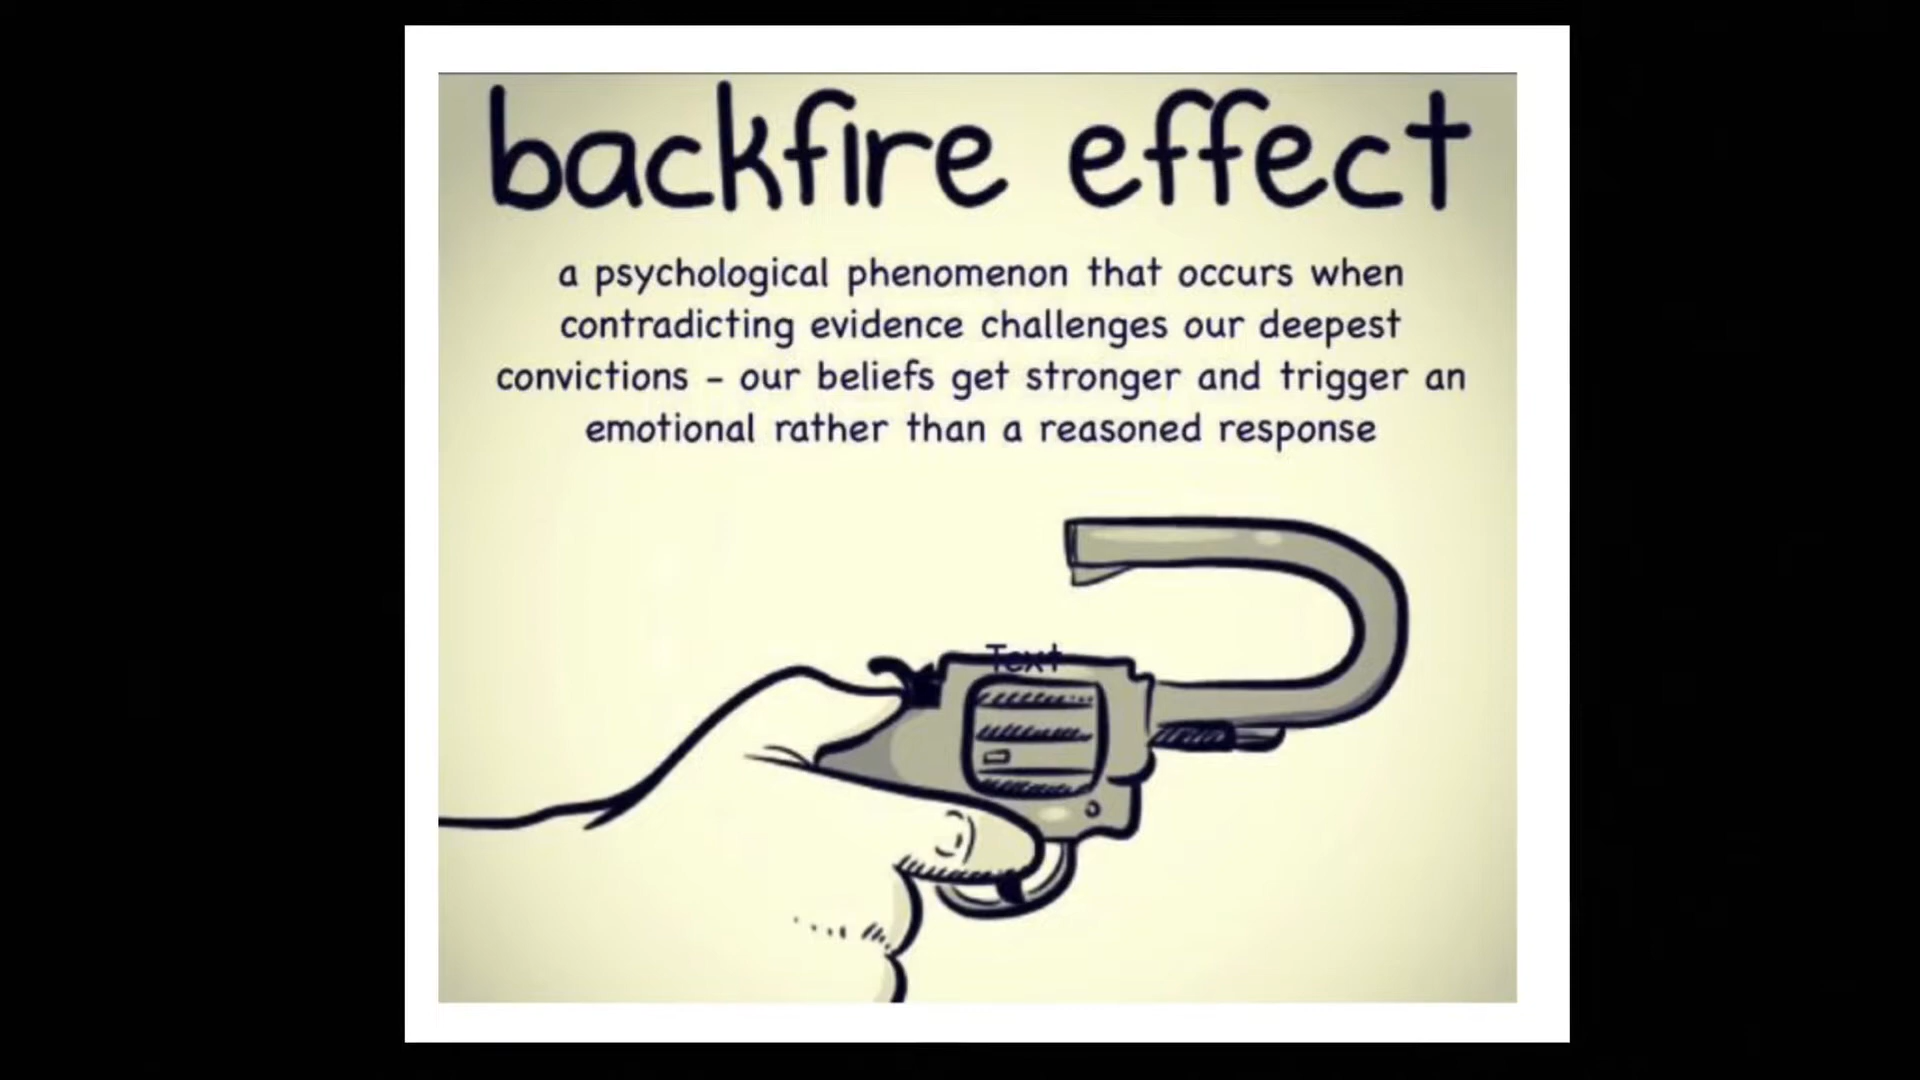 backfire effect
a psychological phenomenon that occurs when
contradicting evidence challenges our deepest
convictions – our beliefs get stronger and trigger an
emotional rather than a reasoned response
Text